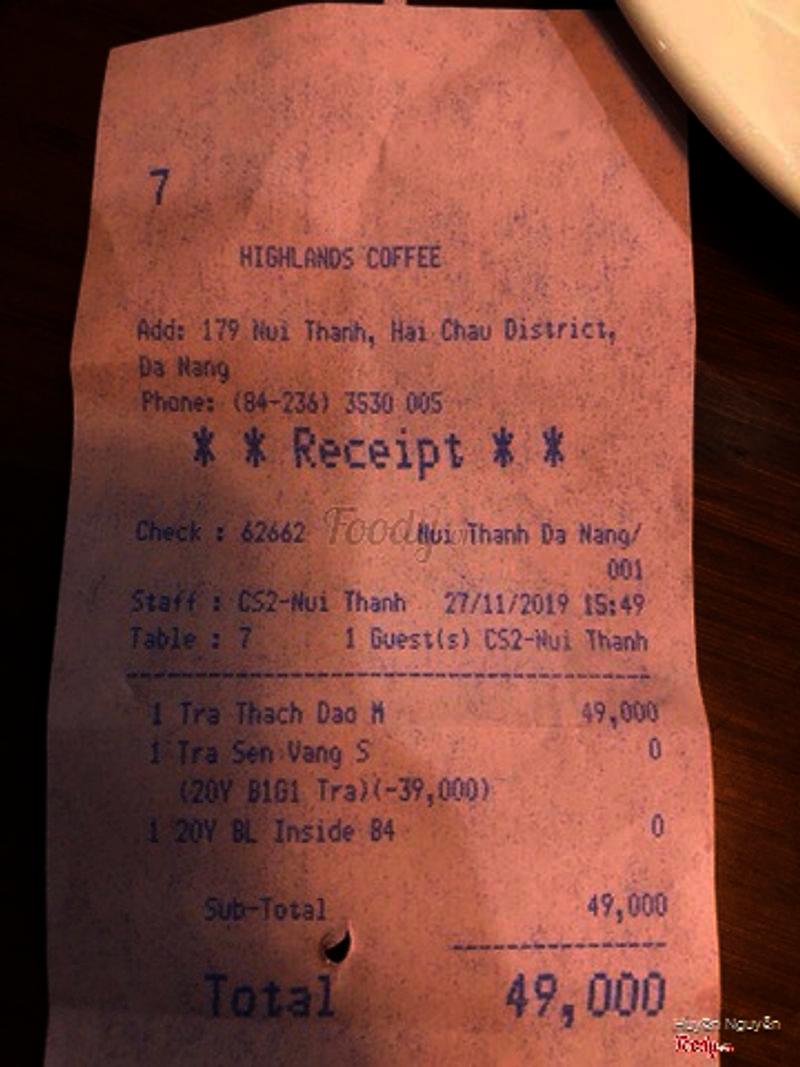 7
HIGHLANDS COFFEE
Add: 179 Nui Thanh, Hai Chau District,
Da Nang
Phone: (84-236) 3530 005
* * Receipt * *
Check : 62662 Nui Thanh Da Nang/
001
Staff : CS2-Nui Thanh 27/11/2019 15:49
Table : 7 1 Guest(s) CS2-Nui Thanh
1 Tra Thach Dao M 49,000
1 Tra Sen Vang S 0
(20Y B1G1 Tra)(-39,000)
1 20Y BL Inside 84 0
Sub-Total 49,000
Total 49,000
Foody
Huyền Nguyễn
Foody.vn